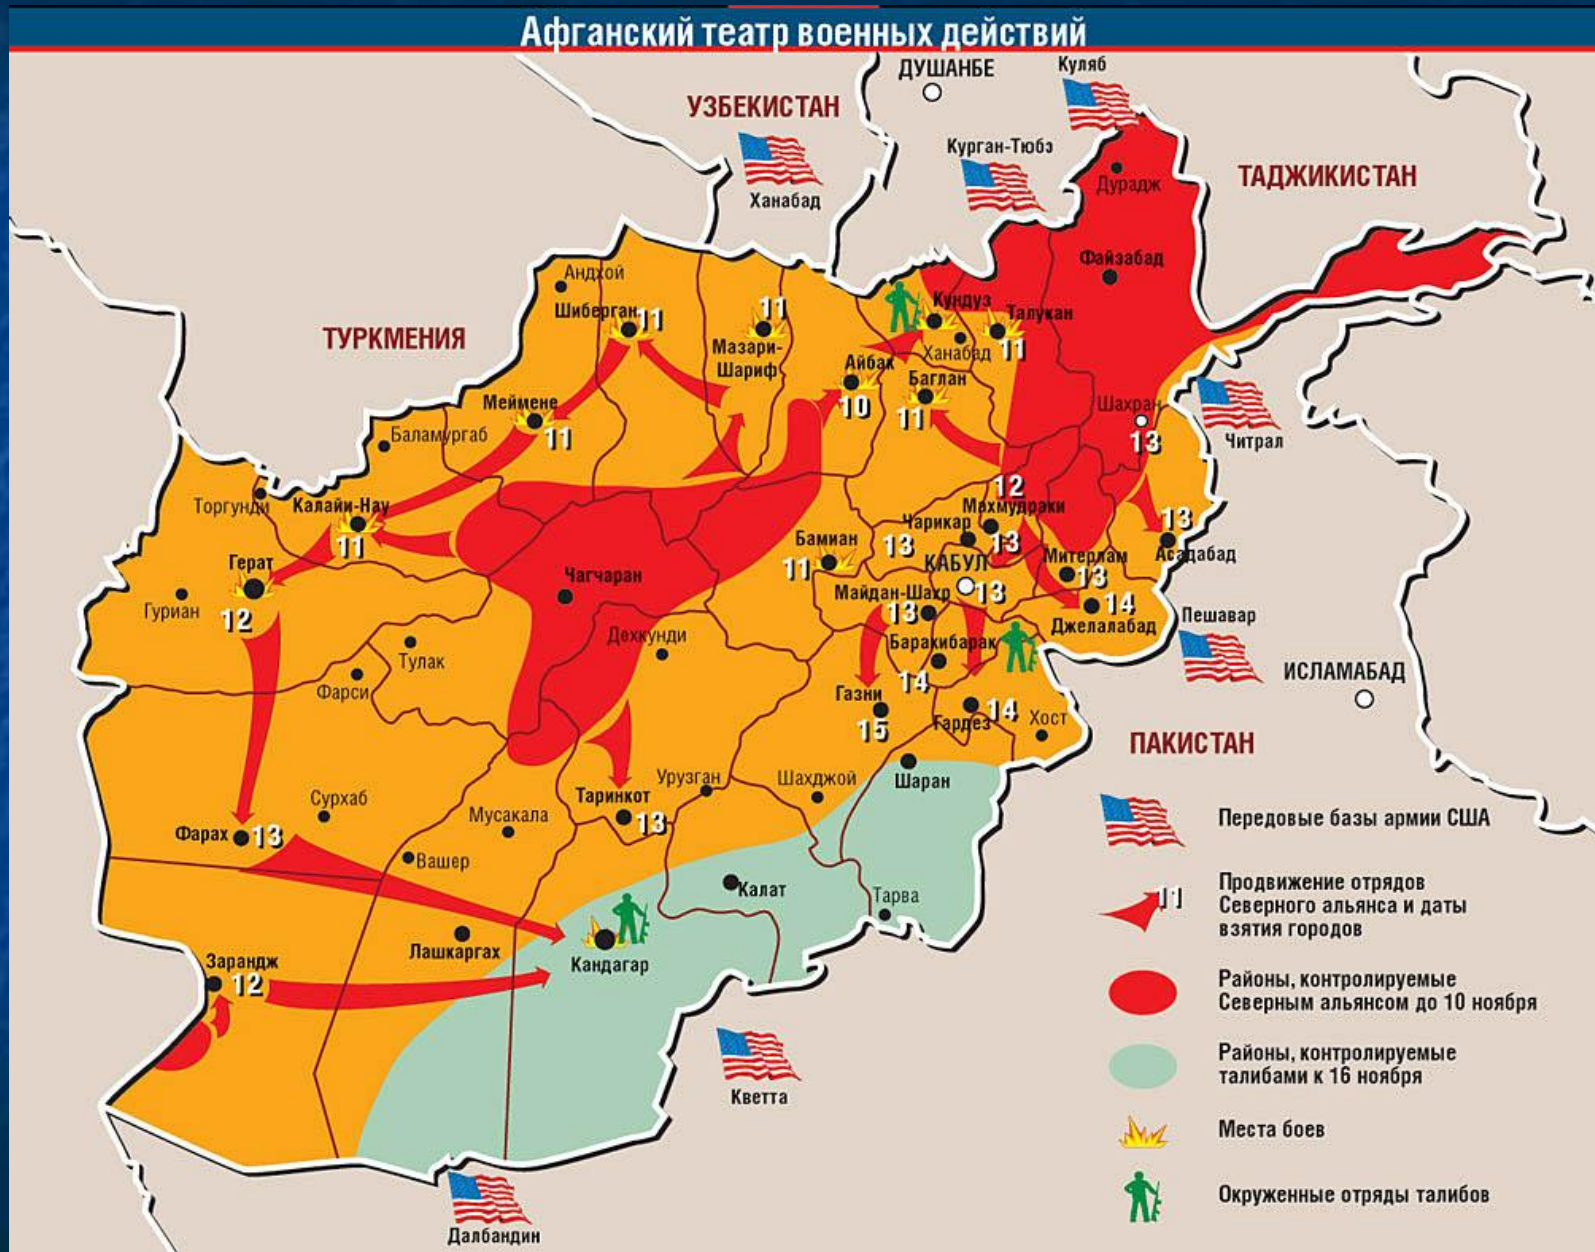 Афганский театр военных действий
ДУШАНБЕ
Куляб
УЗБЕКИСТАН
Курган-Тюбэ
ТАДЖИКИСТАН
Ханабад
Дурадж
Файзабад
Андхой
Шиберган
11
11
Мазари-
Шариф
Кундуз
Талукан
11
ТУРКМЕНИЯ
Ханабад
Айбак
10
Баглан
11
Меймене
11
Баламургаб
Шахран
13
Читрал
Торгунди
Калайи-Нау
11
12
Махмудраки
Чарикар
13
13
13
Асадабад
Бамиан
11
КАБУЛ
13
Митерлам
13
Герат
12
Гуриан
Чагчаран
Майдан-Шахр
13
14
Джелалабад
Пешавар
Дехкунди
Баракибарак
14
Тулак
Фарси
ИСЛАМАБАД
Газни
15
Гардез
14
Хост
ПАКИСТАН
Шаран
Шахджой
Урузган
Таринкот
13
Сурхаб
Мусакала
Фарах
13
Вашер
Калат
Тарва
Лашкаргах
Кандагар
Зарандж
12
Кветта
Далбандин
Передовые базы армии США
11
Продвижение отрядов
Северного альянса и даты
взятия городов
Районы, контролируемые
Северным альянсом до 10 ноября
Районы, контролируемые
талибами к 16 ноября
Места боев
Окруженные отряды талибов